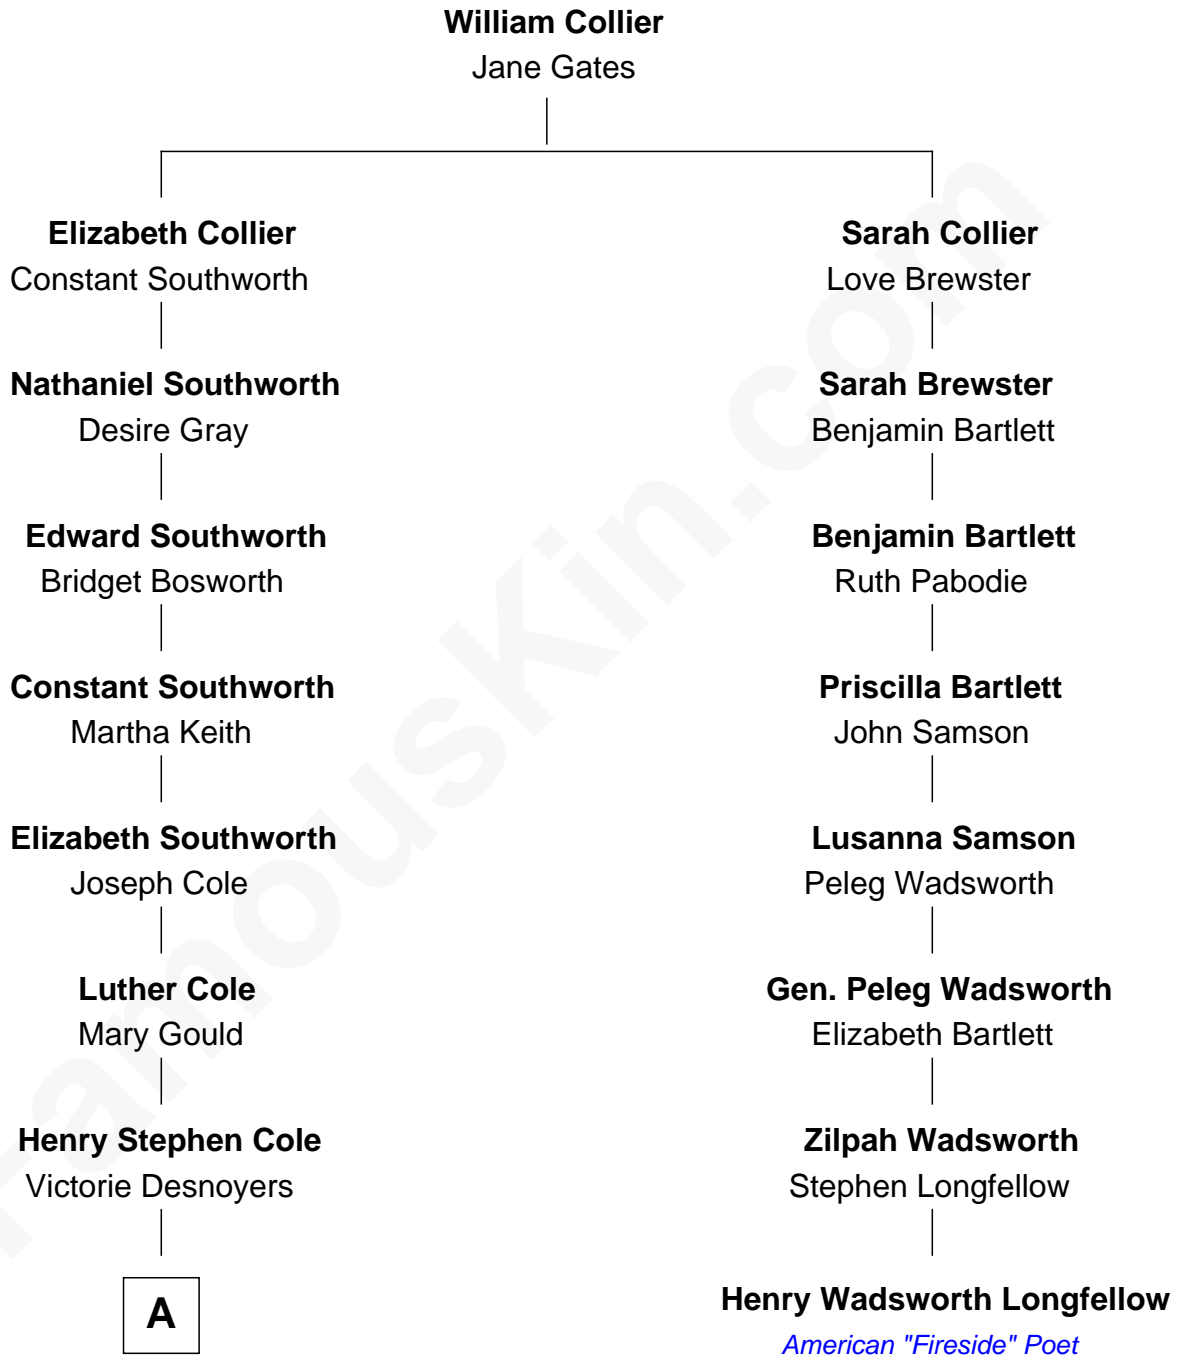 William Collier
Jane Gates
Elizabeth Collier
Constant Southworth
Sarah Collier
Love Brewster
Nathaniel Southworth
Desire Gray
Sarah Brewster
Benjamin Bartlett
Edward Southworth
Bridget Bosworth
Benjamin Bartlett
Ruth Pabodie
Constant Southworth
Martha Keith
Priscilla Bartlett
John Samson
Elizabeth Southworth
Joseph Cole
Lusanna Samson
Peleg Wadsworth
Luther Cole
Mary Gould
Gen. Peleg Wadsworth
Elizabeth Bartlett
Henry Stephen Cole
Victorie Desnoyers
Zilpah Wadsworth
Stephen Longfellow
A
Henry Wadsworth Longfellow
American "Fireside" Poet
FamousKin.com